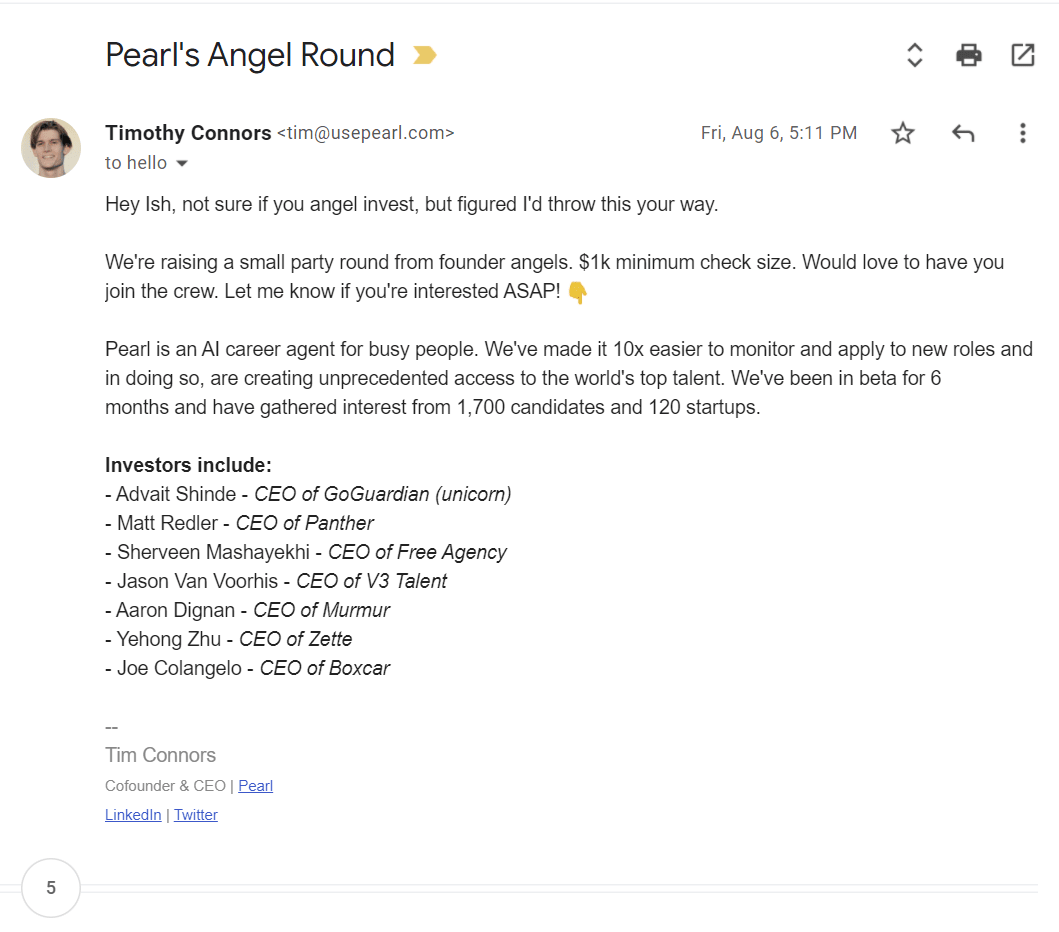 Pearl's Angel Round
Timothy Connors <tim@usepearl.com>
Fri, Aug 6, 5:11 PM
to hello
Hey Ish, not sure if you angel invest, but figured I'd throw this your way.
We're raising a small party round from founder angels. $1k minimum check size. Would love to have you
join the crew. Let me know if you're interested ASAP! 👇
Pearl is an AI career agent for busy people. We've made it 10x easier to monitor and apply to new roles and
in doing so, are creating unprecedented access to the world's top talent. We've been in beta for 6
months and have gathered interest from 1,700 candidates and 120 startups.
Investors include:
- Advait Shinde - CEO of GoGuardian (unicorn)
- Matt Redler - CEO of Panther
- Sherveen Mashayekhi - CEO of Free Agency
- Jason Van Voorhis - CEO of V3 Talent
- Aaron Dignan - CEO of Murmur
- Yehong Zhu - CEO of Zette
- Joe Colangelo - CEO of Boxcar
--
Tim Connors
Cofounder & CEO | Pearl
LinkedIn | Twitter
5